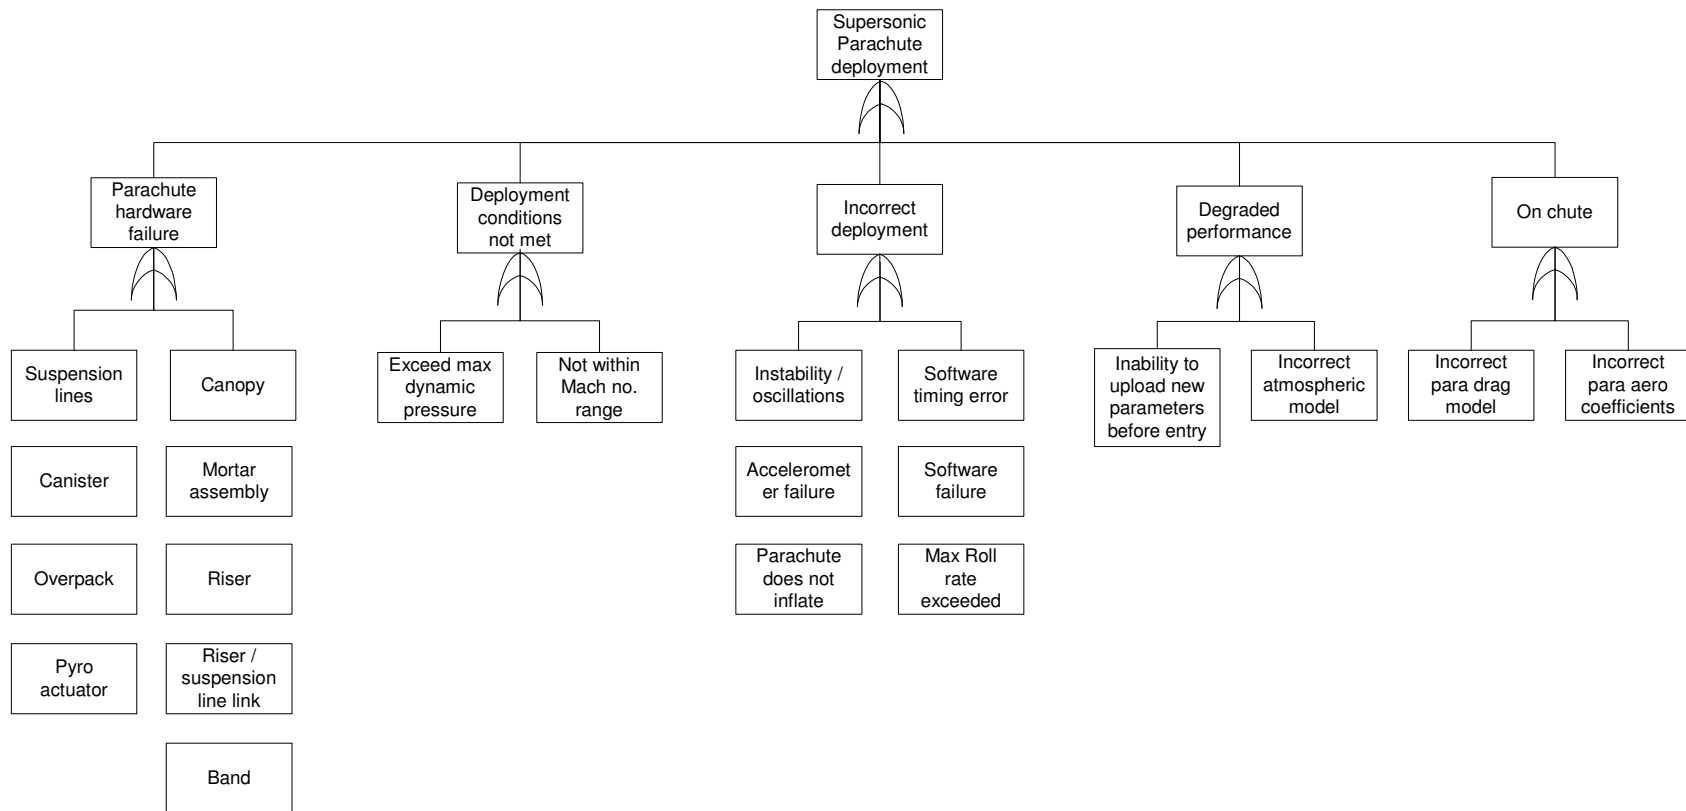 Supersonic
Parachute
deployment
Parachute
hardware
failure
Deployment
conditions
not met
Incorrect
deployment
Degraded
performance
On chute
Suspension
lines
Canopy
Exceed max
dynamic
pressure
Not within
Mach no.
range
Instability /
oscillations
Software
timing error
Inability to
upload new
parameters
before entry
Incorrect
atmospheric
model
Incorrect
para drag
model
Incorrect
para aero
coefficients
Canister
Mortar
assembly
Acceleromet
er failure
Software
failure
Overpack
Riser
Parachute
does not
inflate
Max Roll
rate
exceeded
Pyro
actuator
Riser /
suspension
line link
Band